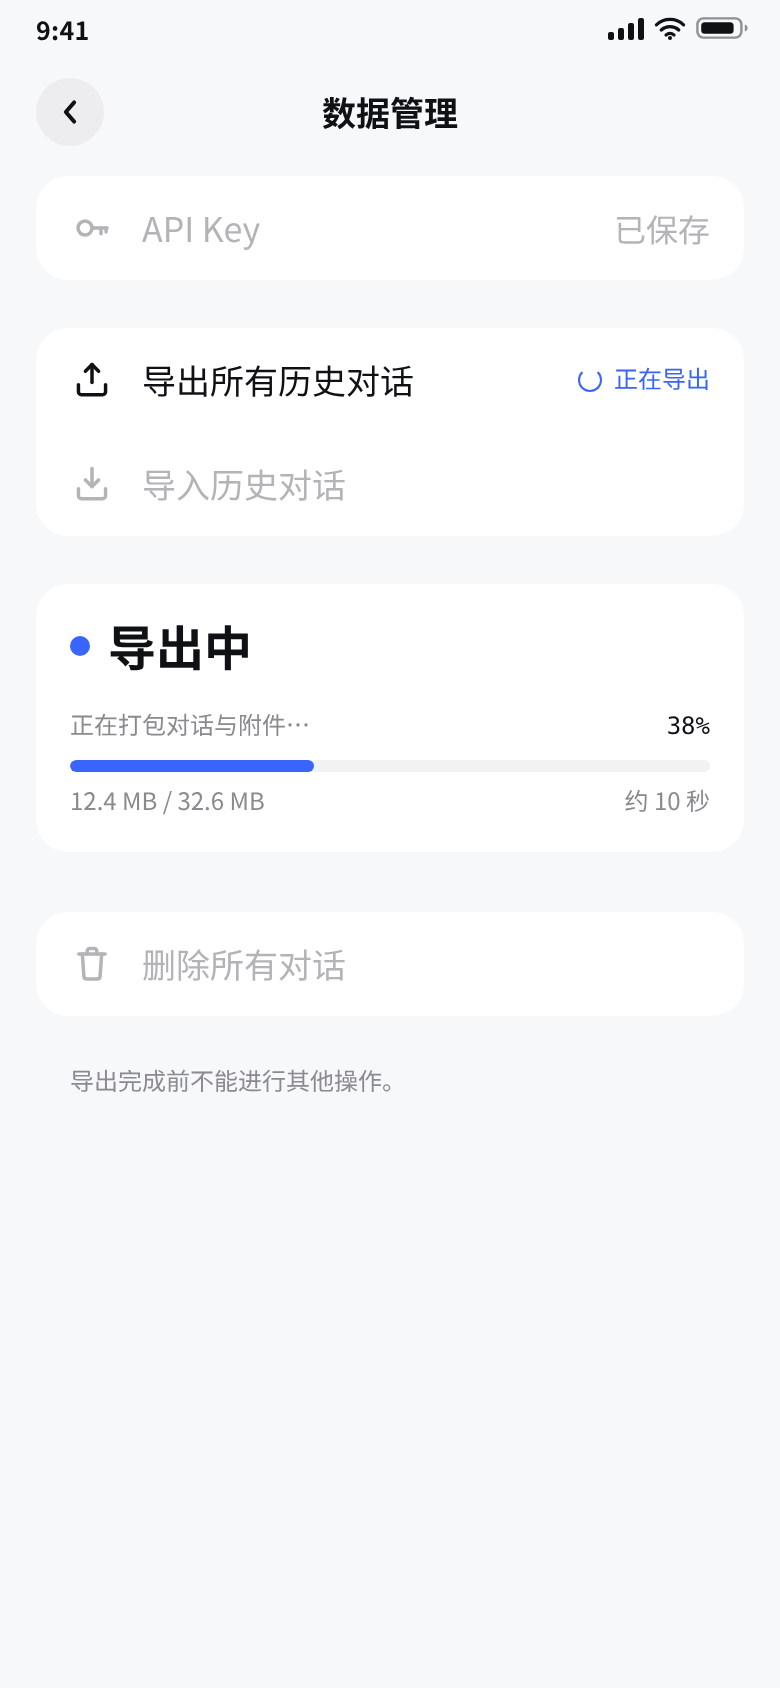 9:41
数据管理
API Key 已保存
导出所有历史对话 正在导出
导入历史对话
导出中
正在打包对话与附件… 38%
12.4 MB / 32.6 MB 约 10 秒
删除所有对话
导出完成前不能进行其他操作。